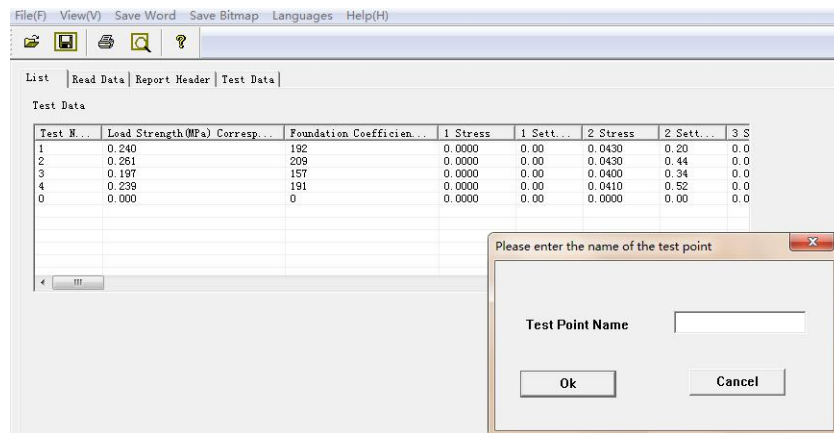 File(F) View(V) Save Word Save Bitmap Languages Help(H)
List Read Data Report Header Test Data
Test Data
Test N... Load Strength(MPa) Corresp... Foundation Coefficien... 1 Stress 1 Sett... 2 Stress 2 Sett... 3 S
1 0.240 192 0.0000 0.00 0.0430 0.20 0.0
2 0.261 209 0.0000 0.00 0.0430 0.44 0.0
3 0.197 157 0.0000 0.00 0.0400 0.34 0.0
4 0.239 191 0.0000 0.00 0.0410 0.52 0.0
0 0.000 0 0.0000 0.00 0.0000 0.00 0.0
Please enter the name of the test point
Test Point Name
Ok Cancel